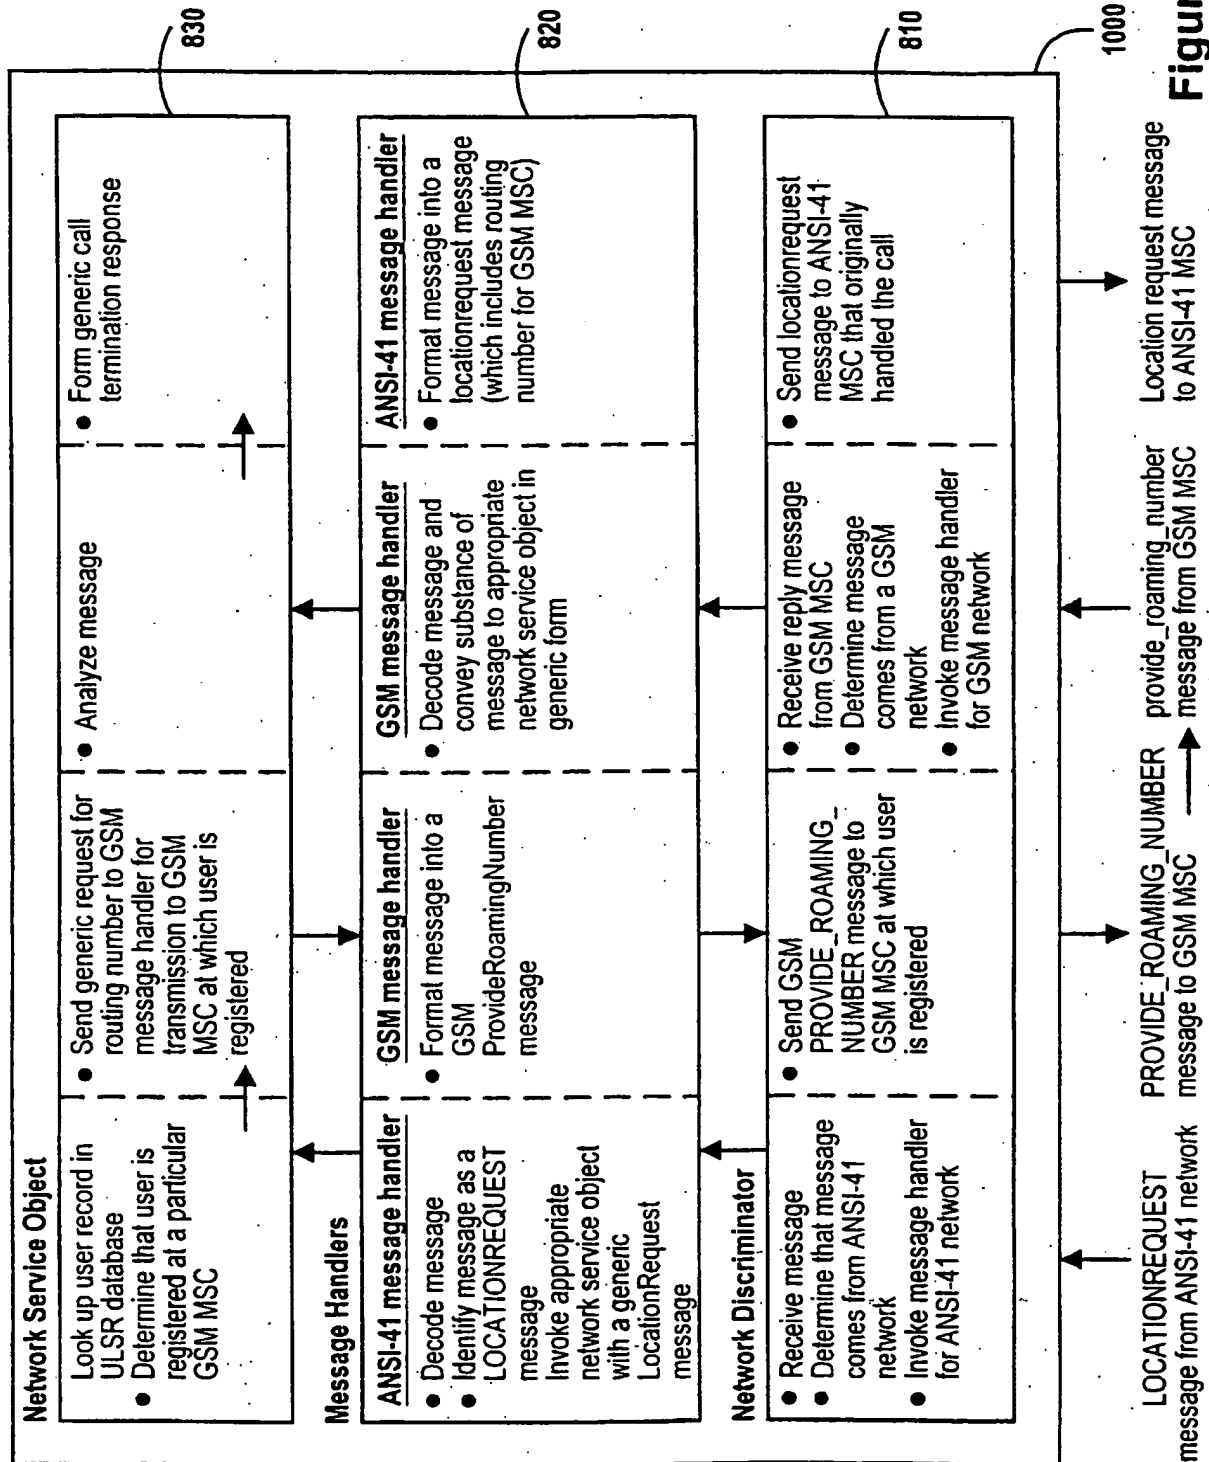 Network Service Object
Look up user record in
ULSR database
● Determine that user is
registered at a particular
GSM MSC
● Send generic request for
routing number to GSM
message handler for
transmission to GSM
MSC at which user is
registered
● Analyze message
● Form generic call
termination response
830
Message Handlers
ANSI-41 message handler
● Decode message
● Identify message as a
LOCATIONREQUEST
message
Invoke appropriate
network service object
with a generic
LocationRequest
message
GSM message handler
● Format message into a
GSM
ProvideRoamingNumber
message
GSM message handler
● Decode message and
convey substance of
message to appropriate
network service object in
generic form
ANSI-41 message handler
● Format message into a
locationrequest message
(which includes routing
number for GSM MSC)
820
Network Discriminator
● Receive message
● Determine that message
comes from ANSI-41
network
● Invoke message handler
for ANSI-41 network
● Send GSM
PROVIDE_ROAMING_
NUMBER message to
GSM MSC at which user
is registered
● Receive reply message
from GSM MSC
● Determine message
comes from a GSM
network
● Invoke message handler
for GSM network
● Send locationrequest
message to ANSI-41
MSC that originally
handled the call
810
1000
LOCATIONREQUEST
message from ANSI-41 network
PROVIDE_ROAMING_NUMBER
message to GSM MSC
provide_roaming_number
message from GSM MSC
Location request message
to ANSI-41 MSC